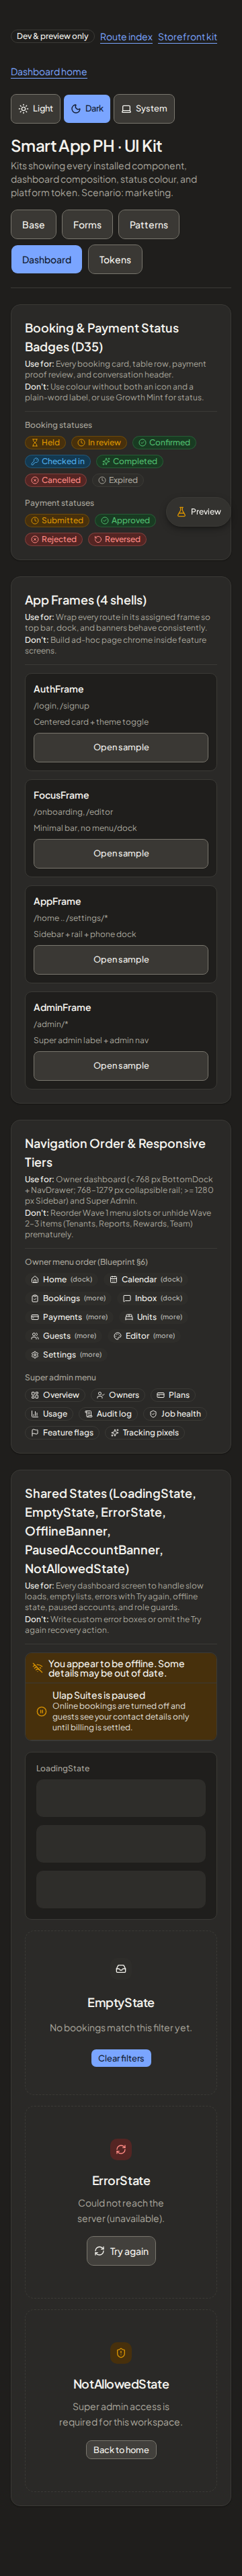 Dev & preview only Route index Storefront kit
Dashboard home
Light Dark System
Smart App PH · UI Kit
Kits showing every installed component,
dashboard composition, status colour, and
platform token. Scenario: marketing.
Base Forms Patterns
Dashboard Tokens
Booking & Payment Status
Badges (D35)
Use for: Every booking card, table row, payment
proof review, and conversation header.
Don't: Use colour without both an icon and a
plain-word label, or use Growth Mint for status.
Booking statuses
Held In review Confirmed
Checked in Completed
Cancelled Expired
Payment statuses
Preview
Submitted Approved
Rejected Reversed
App Frames (4 shells)
Use for: Wrap every route in its assigned frame so
top bar, dock, and banners behave consistently.
Don't: Build ad-hoc page chrome inside feature
screens.
AuthFrame
/login, /signup
Centered card + theme toggle
Open sample
FocusFrame
/onboarding, /editor
Minimal bar, no menu/dock
Open sample
AppFrame
/home .. /settings/*
Sidebar + rail + phone dock
Open sample
AdminFrame
/admin/*
Super admin label + admin nav
Open sample
Navigation Order & Responsive
Tiers
Use for: Owner dashboard (<768 px BottomDock
+ NavDrawer; 768–1279 px collapsible rail; >= 1280
px Sidebar) and Super Admin.
Don't: Reorder Wave 1 menu slots or unhide Wave
2–3 items (Tenants, Reports, Rewards, Team)
prematurely.
Owner menu order (Blueprint §6)
Home (dock) Calendar (dock)
Bookings (more) Inbox (dock)
Payments (more) Units (more)
Guests (more) Editor (more)
Settings (more)
Super admin menu
Overview Owners Plans
Usage Audit log Job health
Feature flags Tracking pixels
Shared States (LoadingState,
EmptyState, ErrorState,
OfflineBanner,
PausedAccountBanner,
NotAllowedState)
Use for: Every dashboard screen to handle slow
loads, empty lists, errors with Try again, offline
state, paused accounts, and role guards.
Don't: Write custom error boxes or omit the Try
again recovery action.
You appear to be offline. Some
details may be out of date.
Ulap Suites is paused
Online bookings are turned off and
guests see your contact details only
until billing is settled.
LoadingState
EmptyState
No bookings match this filter yet.
Clear filters
ErrorState
Could not reach the
server (unavailable).
Try again
NotAllowedState
Super admin access is
required for this workspace.
Back to home